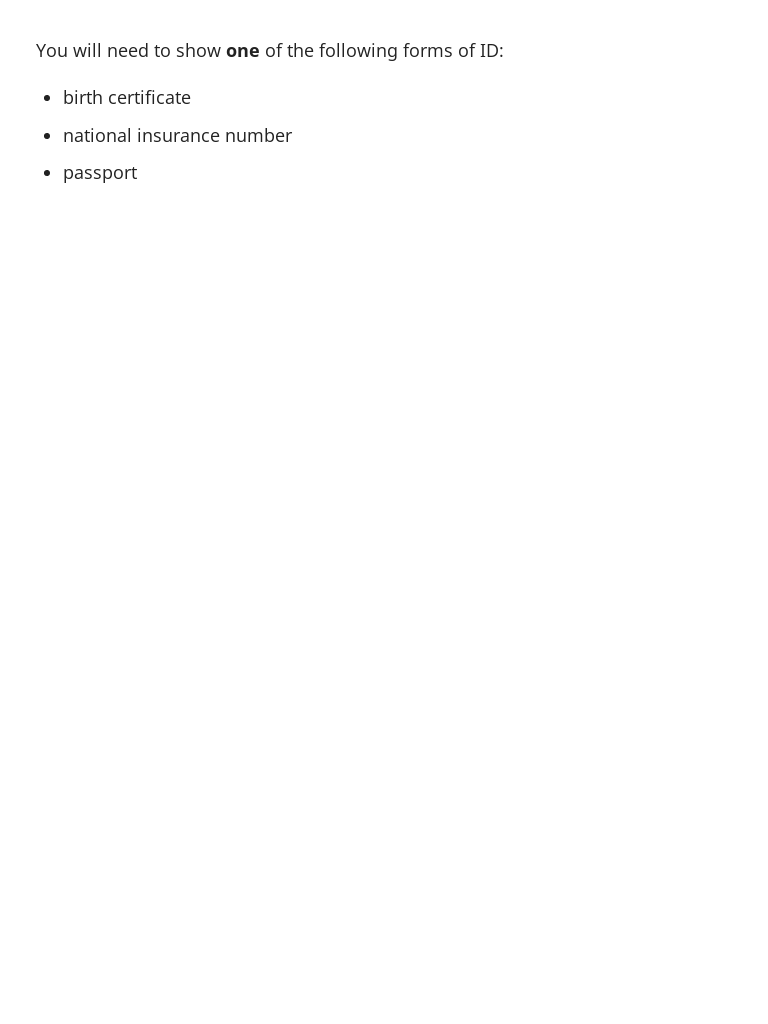 You will need to show one of the following forms of ID:
• birth certificate
• national insurance number
• passport